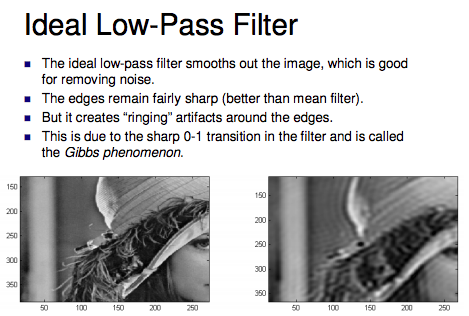 Ideal Low-Pass Filter
The ideal low-pass filter smooths out the image, which is good
for removing noise.
The edges remain fairly sharp (better than mean filter).
But it creates “ringing” artifacts around the edges.
This is due to the sharp 0-1 transition in the filter and is called
the Gibbs phenomenon.
150
200
250
300
350
50 100 150 200 250
150
200
250
300
350
50 100 150 200 250